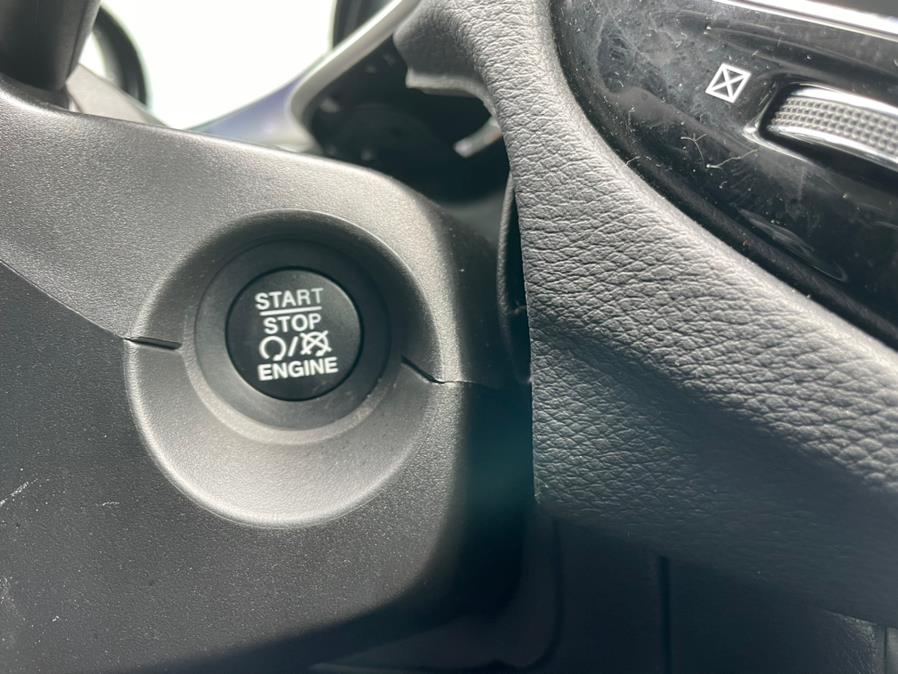 START
STOP
/
ENGINE